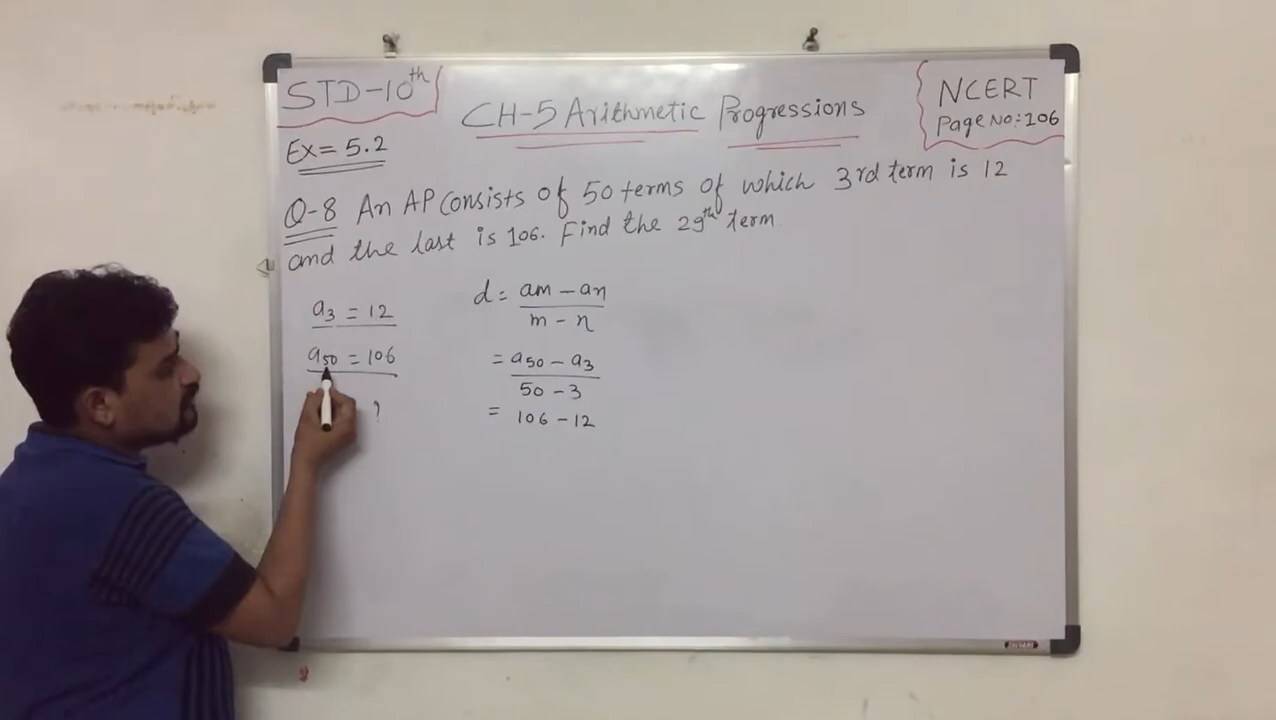 STD-10th
CH-5 Arithmetic Progressions
NCERT
Page No:106
Ex= 5.2
Q-8 An AP consists of 50 terms of which 3rd term is 12
and the last is 106. Find the 29th term
a3 = 12
a50 = 106
?
d = am - an
m - n
= a50 - a3
50 - 3
= 106 - 12